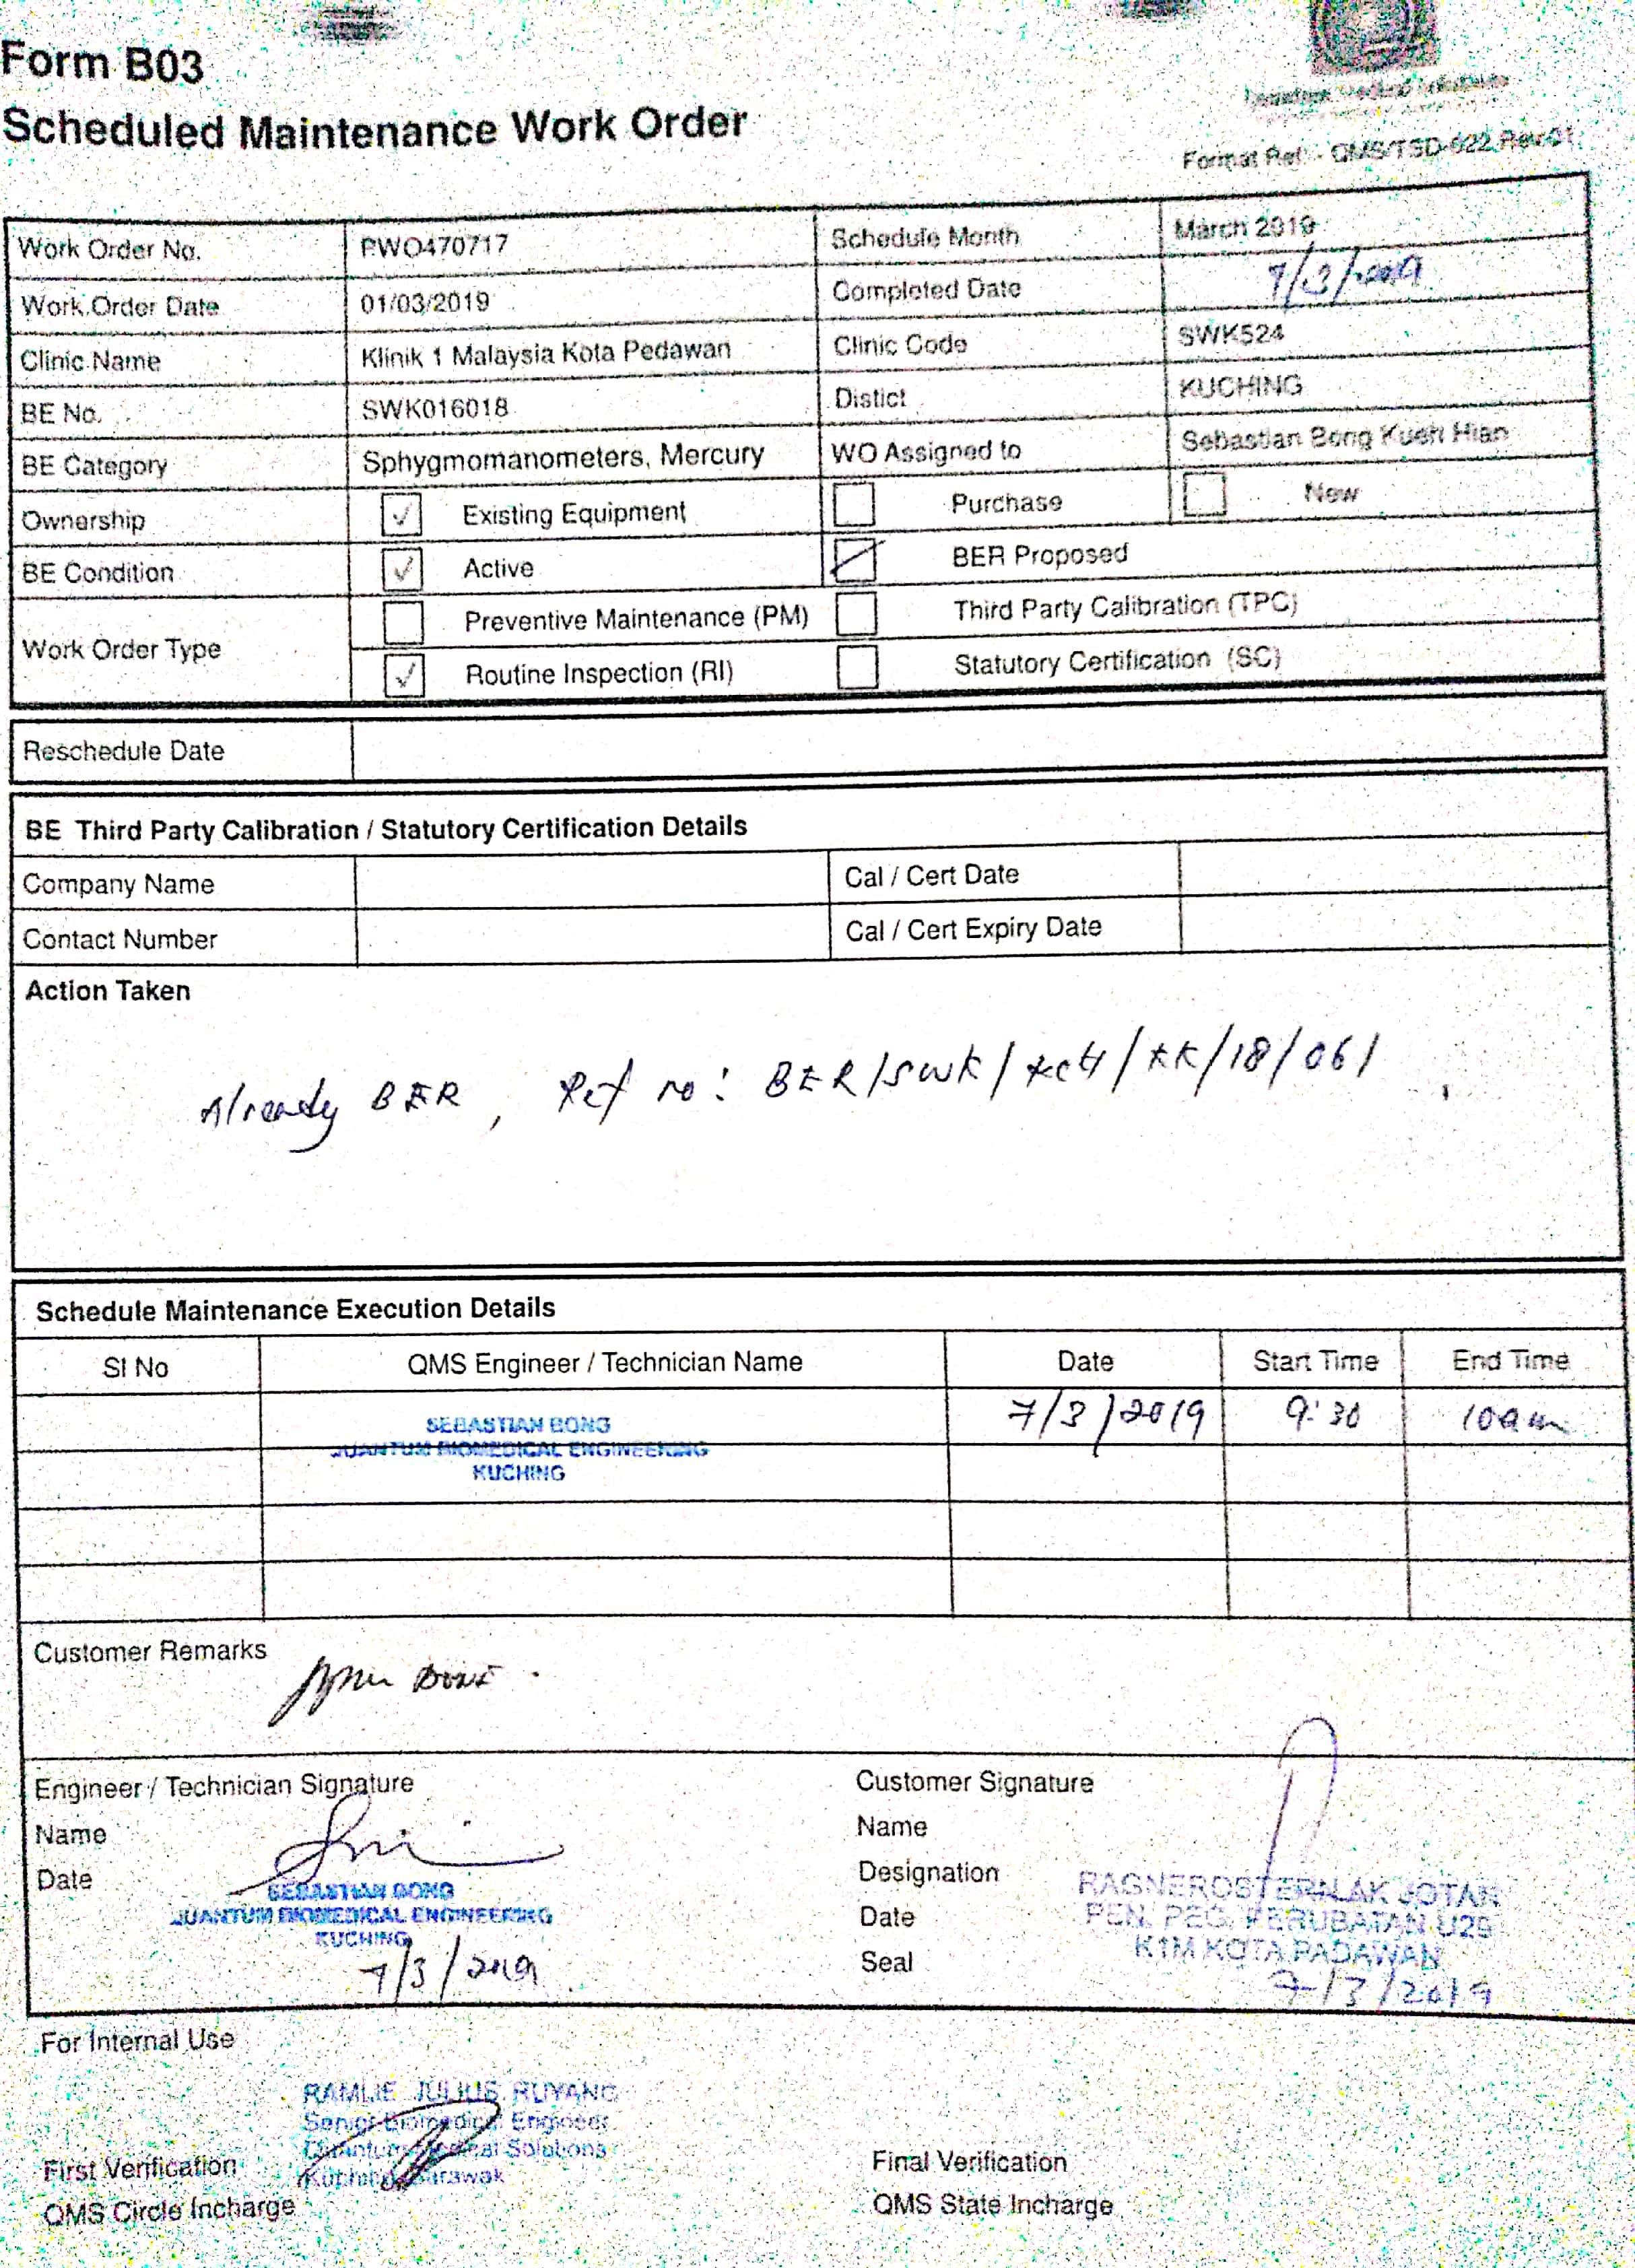 Form B03
Scheduled Maintenance Work Order
Format Ref - QMS/TSD-622 Rev-01
Work Order No. PWO470717 Schedule Month March 2019
Work Order Date 01/03/2019 Completed Date 7/3/2019
Clinic Name Klinik 1 Malaysia Kota Pedawan Clinic Code SWK524
BE No. SWK016018 Distict KUCHING
BE Category Sphygmomanometers, Mercury WO Assigned to Sebastian Bong Kueh Hian
Ownership ✓ Existing Equipment Purchase New
BE Condition ✓ Active BER Proposed
Work Order Type
Preventive Maintenance (PM) Third Party Calibration (TPC)
✓ Routine Inspection (RI) Statutory Certification (SC)
Reschedule Date
BE Third Party Calibration / Statutory Certification Details
Company Name Cal / Cert Date
Contact Number Cal / Cert Expiry Date
Action Taken
Already BER, Ref no: BER/SWK/KCH/KK/18/061.
Schedule Maintenance Execution Details
SI No QMS Engineer / Technician Name Date Start Time End Time
SEBASTIAN BONG 7/3/2019 9:30 10am
QUANTUM BIOMEDICAL ENGINEERING
KUCHING
Customer Remarks
DONE.
Engineer / Technician Signature Customer Signature
Name Name
Date Designation
SEBASTIAN BONG RAGNEROSTERNLAK JOTAN
QUANTUM BIOMEDICAL ENGINEERING Date PEN. PEG. PERUBATAN U29
KUCHING K1M KOTA PADAWAN
7/3/2019 Seal 7/3/2019
For Internal Use
RAMLIE JULIUS RUYANG
Senior Biomedical Engineer
Quantum Medical Solutions
Kuching Sarawak
First Verification Final Verification
QMS Circle Incharge QMS State Incharge